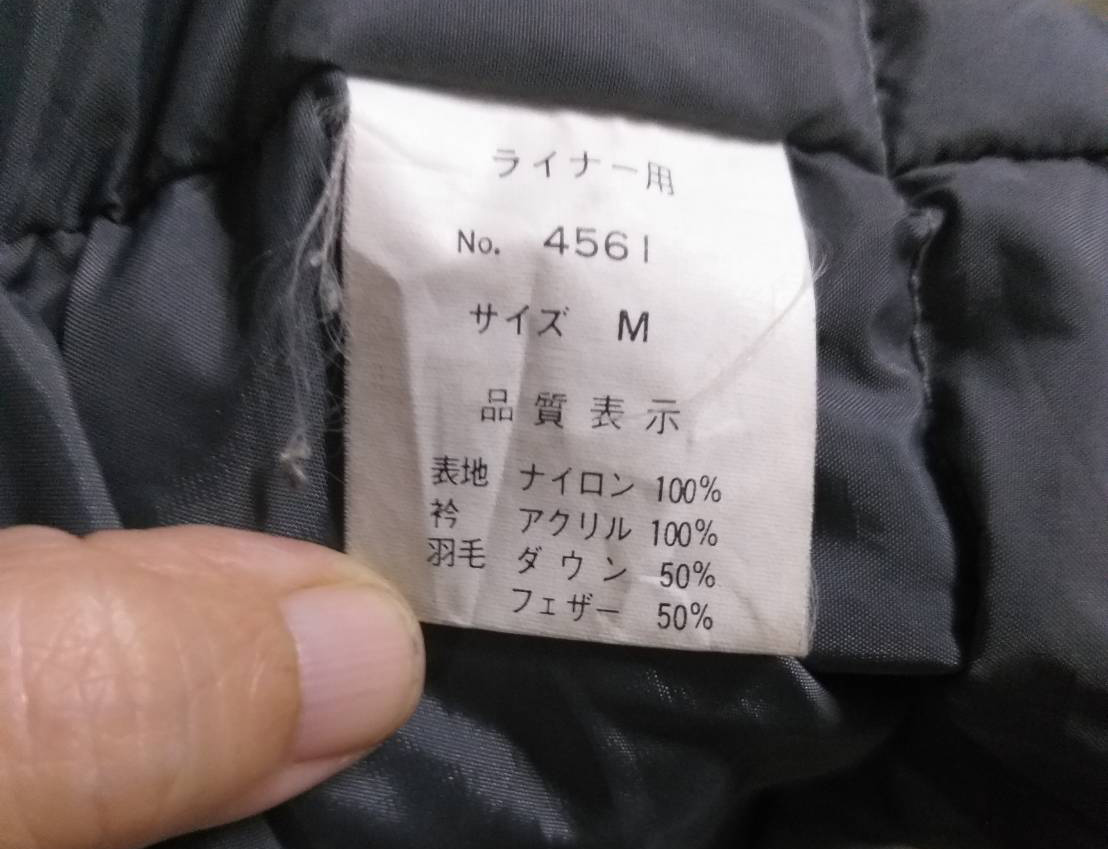 ライナー用
No. 4561
サイズ M
品質表示
表地 ナイロン 100%
衿 アクリル 100%
羽毛 ダウン 50%
フェザー 50%